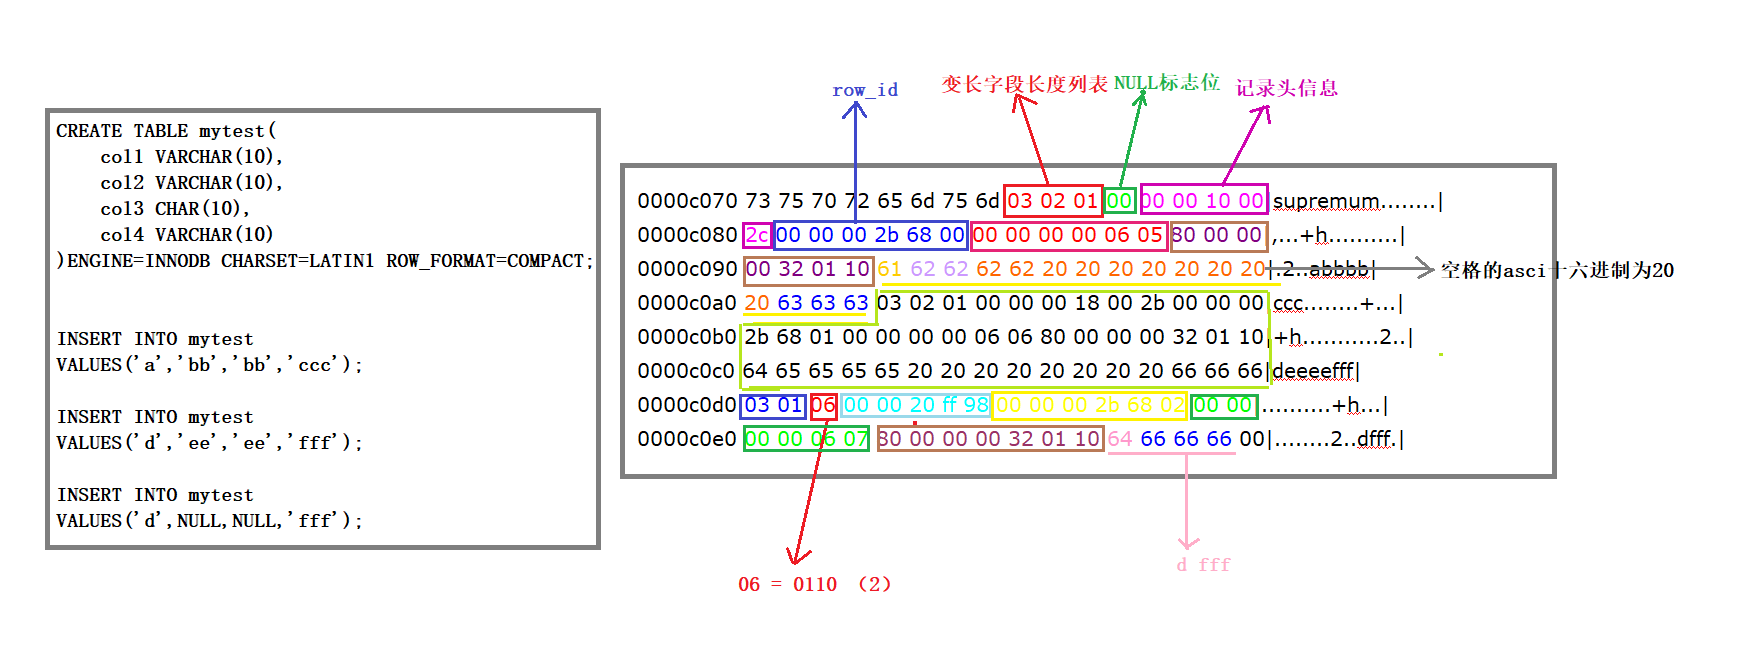 row_id
变长字段长度列表 NULL标志位 记录头信息
CREATE TABLE mytest(
    col1 VARCHAR(10),
    col2 VARCHAR(10),
    col3 CHAR(10),
    col4 VARCHAR(10)
)ENGINE=INNODB CHARSET=LATIN1 ROW_FORMAT=COMPACT;
INSERT INTO mytest
VALUES('a','bb','bb','ccc');
INSERT INTO mytest
VALUES('d','ee','ee','fff');
INSERT INTO mytest
VALUES('d',NULL,NULL,'fff');
0000c070 73 75 70 72 65 6d 75 6d 03 02 01 00 00 00 10 00 supremum........|
0000c080 2c 00 00 00 2b 68 00 00 00 00 00 06 05 80 00 00 ,...+h..........|
0000c090 00 32 01 10 61 62 62 62 62 20 20 20 20 20 20 20 |.2..abbbb|
空格的asci十六进制为20
0000c0a0 20 63 63 63 03 02 01 00 00 00 18 00 2b 00 00 00 ccc........+...|
0000c0b0 2b 68 01 00 00 00 00 06 06 80 00 00 00 32 01 10 |+h...........2..|
0000c0c0 64 65 65 65 65 20 20 20 20 20 20 20 20 66 66 66 |deeeefff|
0000c0d0 03 01 06 00 00 20 ff 98 00 00 00 2b 68 02 00 00 ..........+h...|
0000c0e0 00 00 06 07 80 00 00 00 32 01 10 64 66 66 66 00 |........2..dfff.|
d fff
06 = 0110 （2）